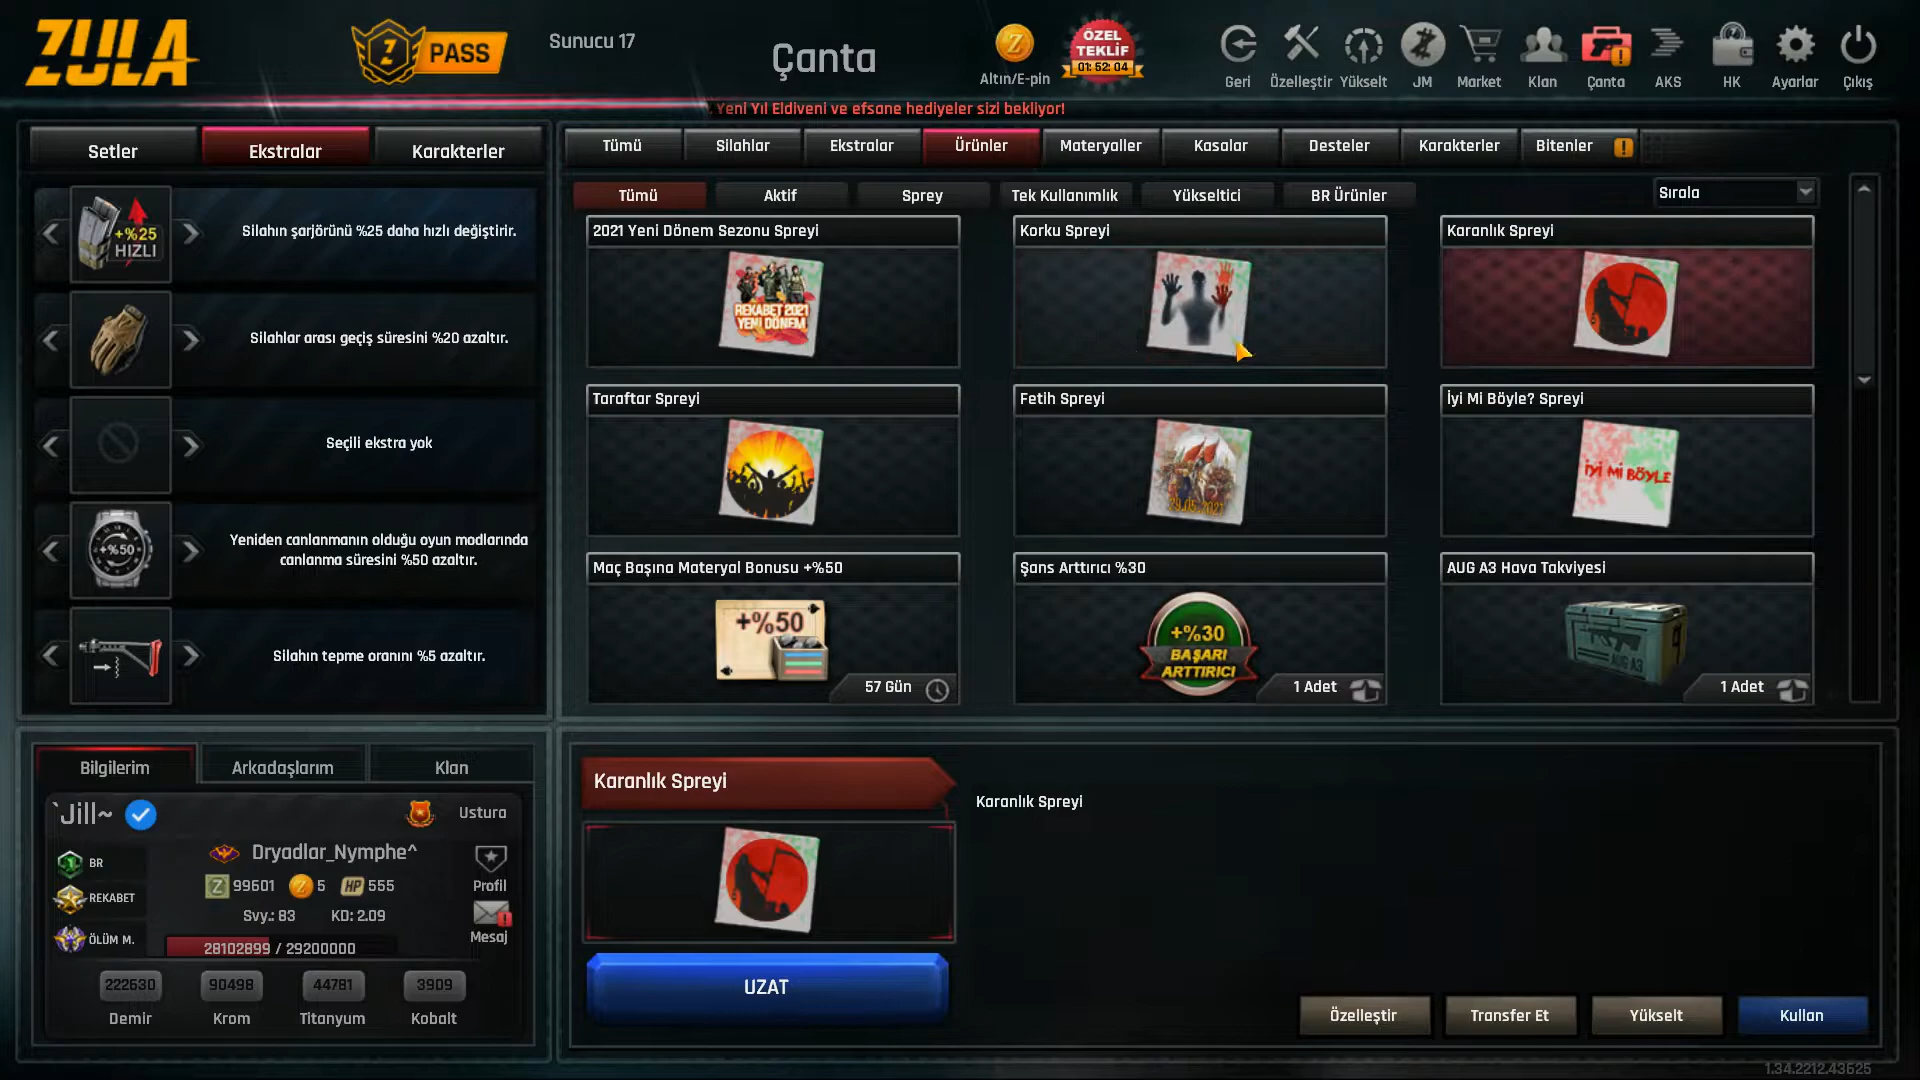 ZULA
Z
PASS
Sunucu 17
Çanta
Z
Altın/E-pin
ÖZEL
TEKLİF
01:52:04
Geri
Özelleştir
Yükselt
JM
Market
Klan
Çanta
AKS
HK
Ayarlar
Çıkış
Yeni Yıl Eldiveni ve efsane hediyeler sizi bekliyor!
Setler
Ekstralar
Karakterler
Tümü
Silahlar
Ekstralar
Ürünler
Materyaller
Kasalar
Desteler
Karakterler
Bitenler
!
Tümü
Aktif
Sprey
Tek Kullanımlık
Yükseltici
BR Ürünler
Sırala
+%25
HIZLI
Silahın şarjörünü %25 daha hızlı değiştirir.
Silahlar arası geçiş süresini %20 azaltır.
Seçili ekstra yok
+%50
Yeniden canlanmanın olduğu oyun modlarında
canlanma süresini %50 azaltır.
Silahın tepme oranını %5 azaltır.
2021 Yeni Dönem Sezonu Spreyi
REKABET 2021
YENİ DÖNEM
Korku Spreyi
Karanlık Spreyi
Taraftar Spreyi
Fetih Spreyi
29.05.2021
İyi Mi Böyle? Spreyi
İYİ Mİ BÖYLE
Maç Başına Materyal Bonusu +%50
+%50
57 Gün
Şans Arttırıcı %30
+%30
BAŞARI
ARTTIRICI
1 Adet
AUG A3 Hava Takviyesi
AUG A3
1 Adet
Bilgilerim
Arkadaşlarım
Klan
`Jill~
Ustura
BR
REKABET
ÖLÜM M.
Dryadlar_Nymphe^
Z 99601
Z 5
HP 555
Svy.: 83
KD: 2.09
28102899 / 29200000
Profil
Mesaj
222630
90498
44781
3909
Demir
Krom
Titanyum
Kobalt
Karanlık Spreyi
Karanlık Spreyi
UZAT
Özelleştir
Transfer Et
Yükselt
Kullan
1.34.2212.43625